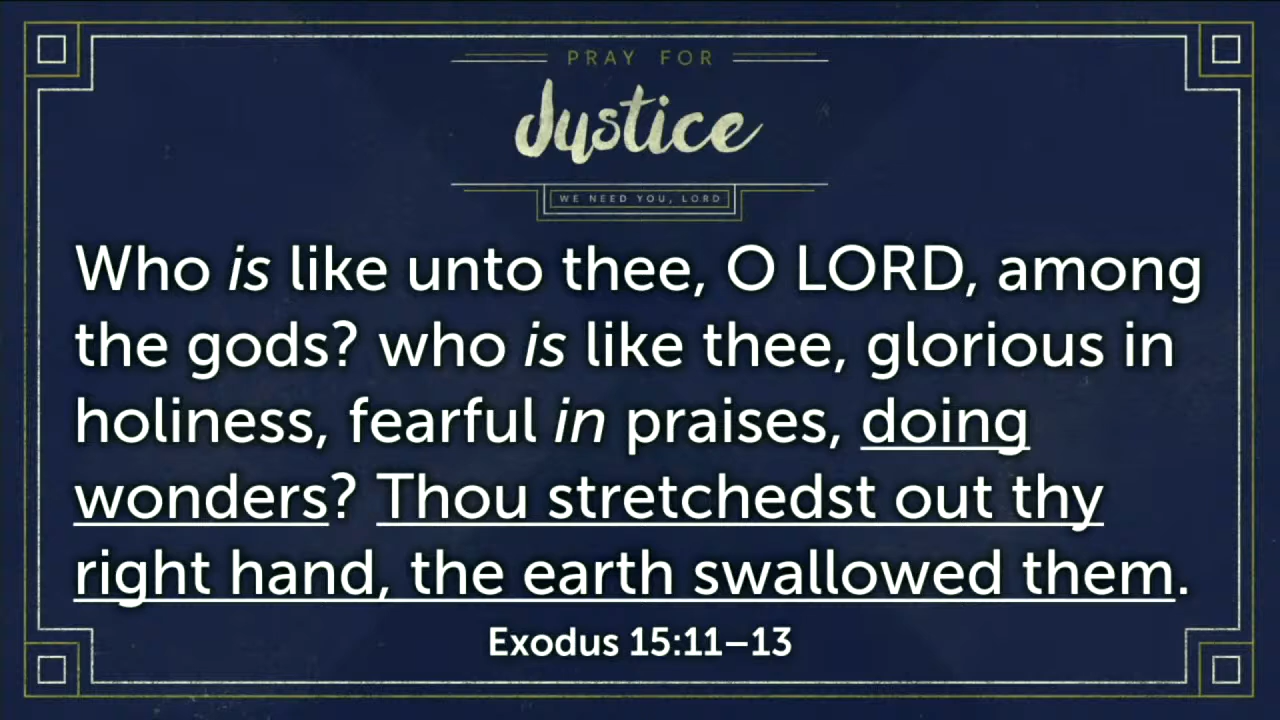 PRAY FOR
Justice
WE NEED YOU, LORD
Who is like unto thee, O LORD, among
the gods? who is like thee, glorious in
holiness, fearful in praises, doing
wonders? Thou stretchedst out thy
right hand, the earth swallowed them.
Exodus 15:11–13